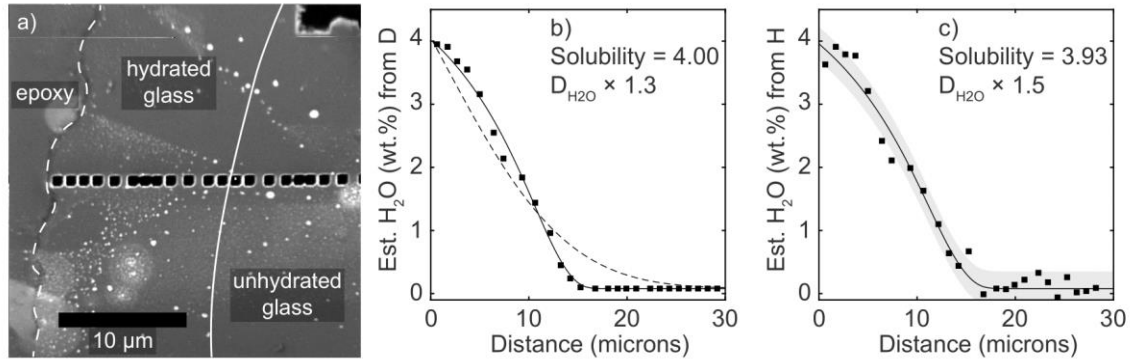 a)
hydrated
glass
epoxy
unhydrated
glass
10 µm
b)
Solubility = 4.00
D_H2O × 1.3
Est. H₂O (wt.%) from D
4
3
2
1
0
0 10 20 30
Distance (microns)
c)
Solubility = 3.93
D_H2O × 1.5
Est. H₂O (wt.%) from H
4
3
2
1
0
0 10 20 30
Distance (microns)